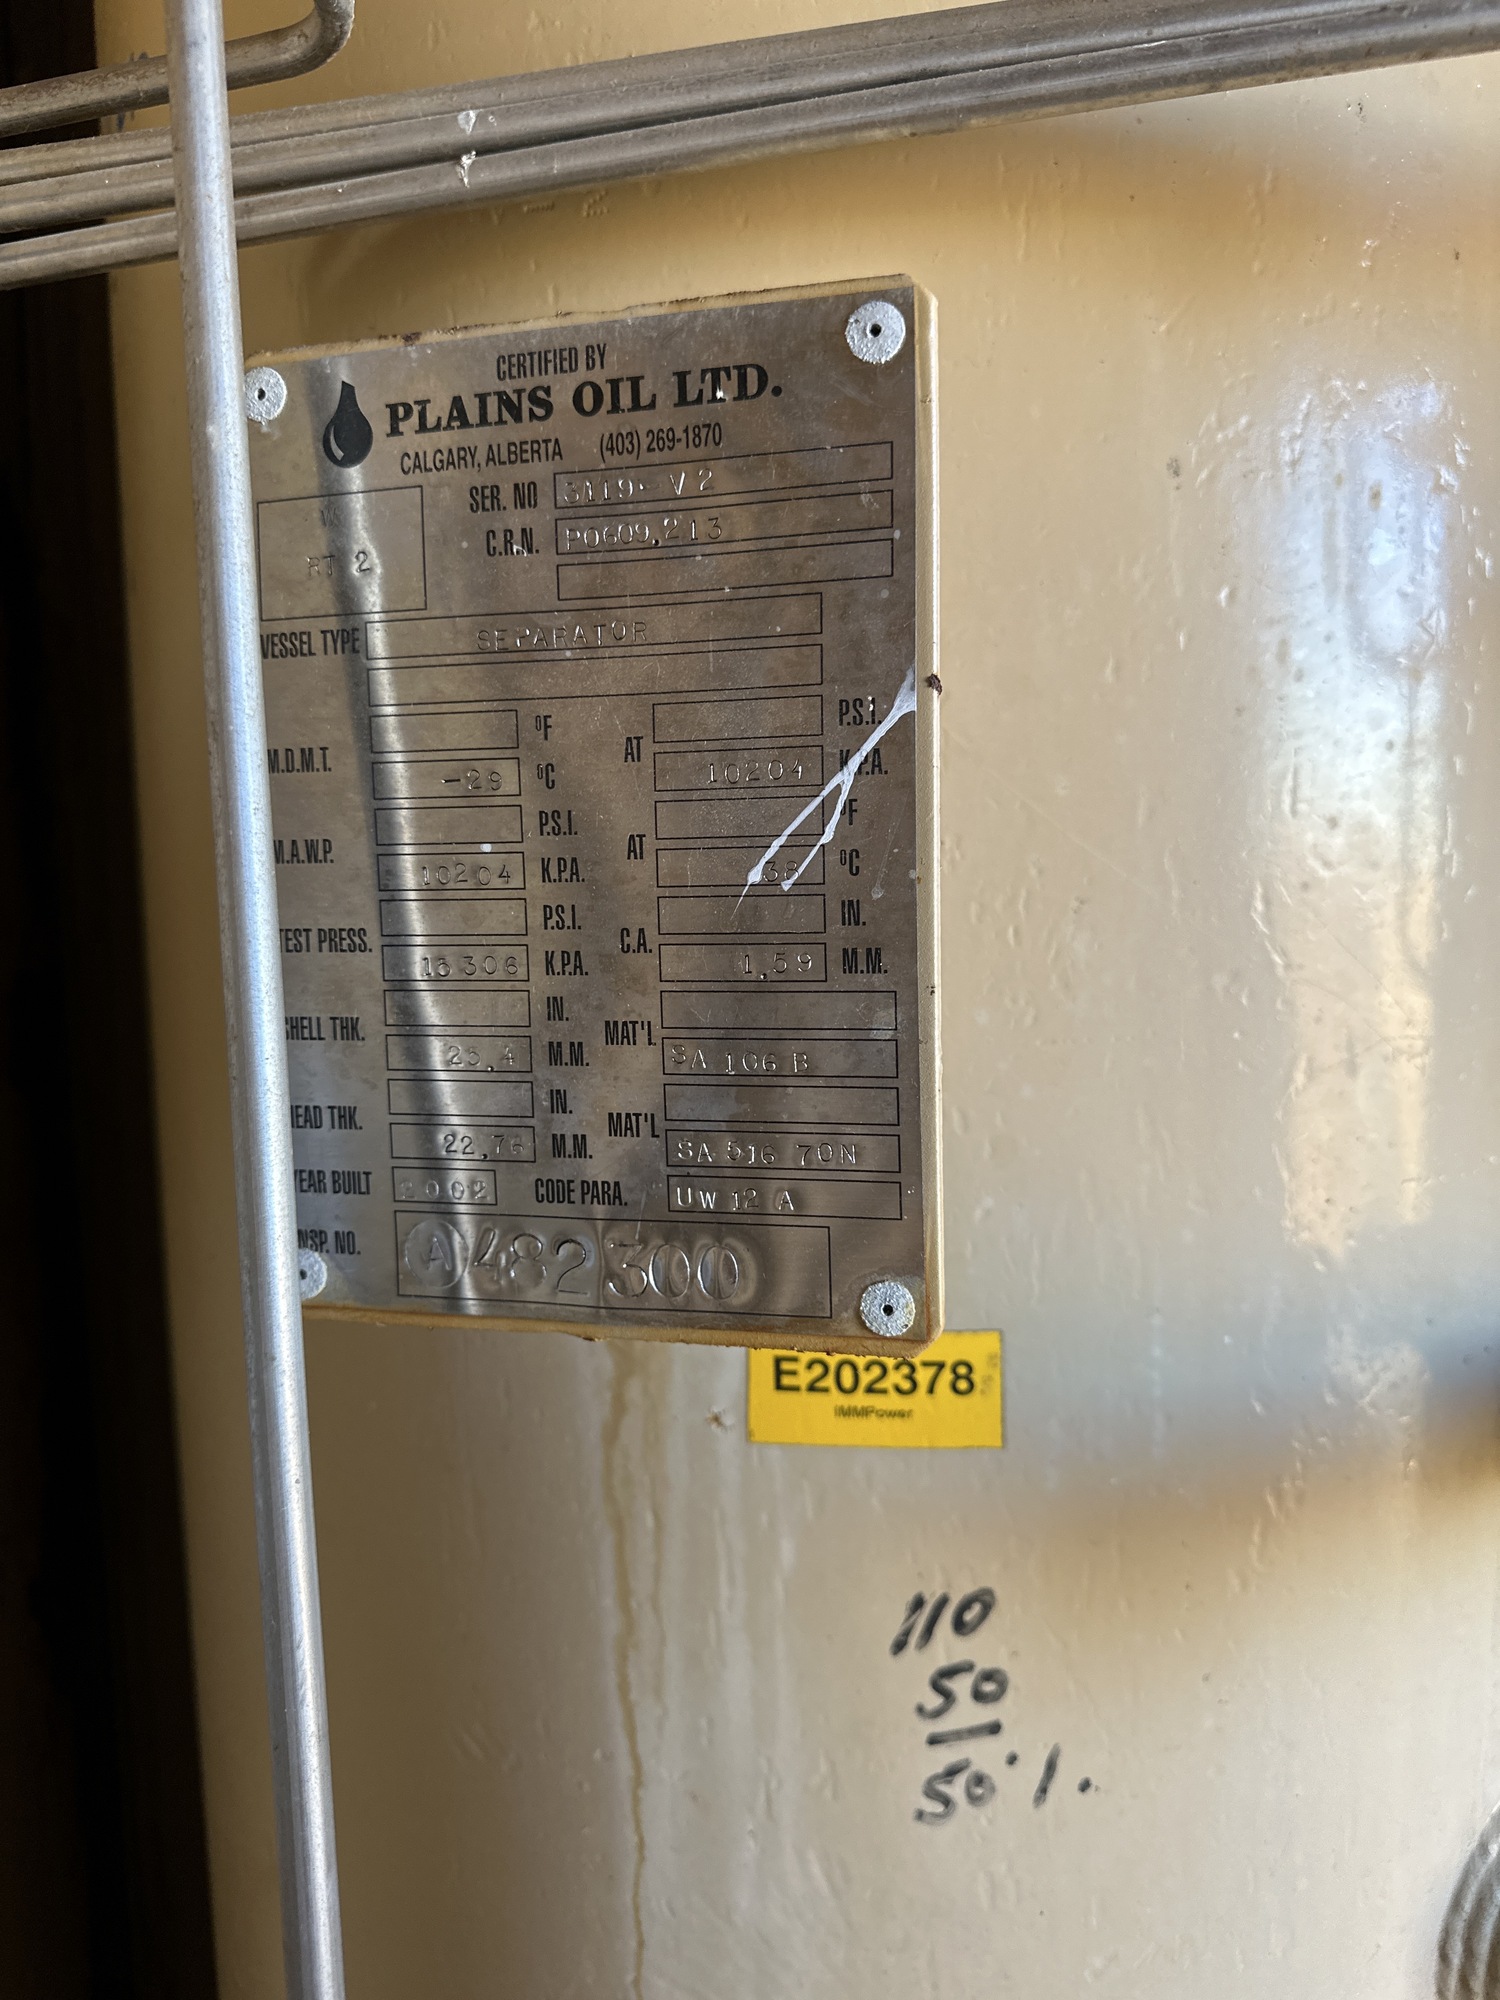 CERTIFIED BY
PLAINS OIL LTD.
CALGARY, ALBERTA (403) 269-1870
SER. NO 3119-V2
W
RT 2
C.R.N. P0609.213
VESSEL TYPE SEPARATOR
°F P.S.I.
M.D.M.T. AT
-29 °C 10204 K.P.A.
P.S.I. °F
M.A.W.P. AT
10204 K.P.A. 38 °C
P.S.I. IN.
TEST PRESS. C.A.
15306 K.P.A. 1.59 M.M.
IN.
SHELL THK. MAT'L
25.4 M.M. SA 106 B
IN.
HEAD THK. MAT'L
M.M. SA 516 70N
YEAR BUILT 2002 CODE PARA. UW 12 A
INSP. NO. A 482300
E202378
IMMPower
110
50
50%.